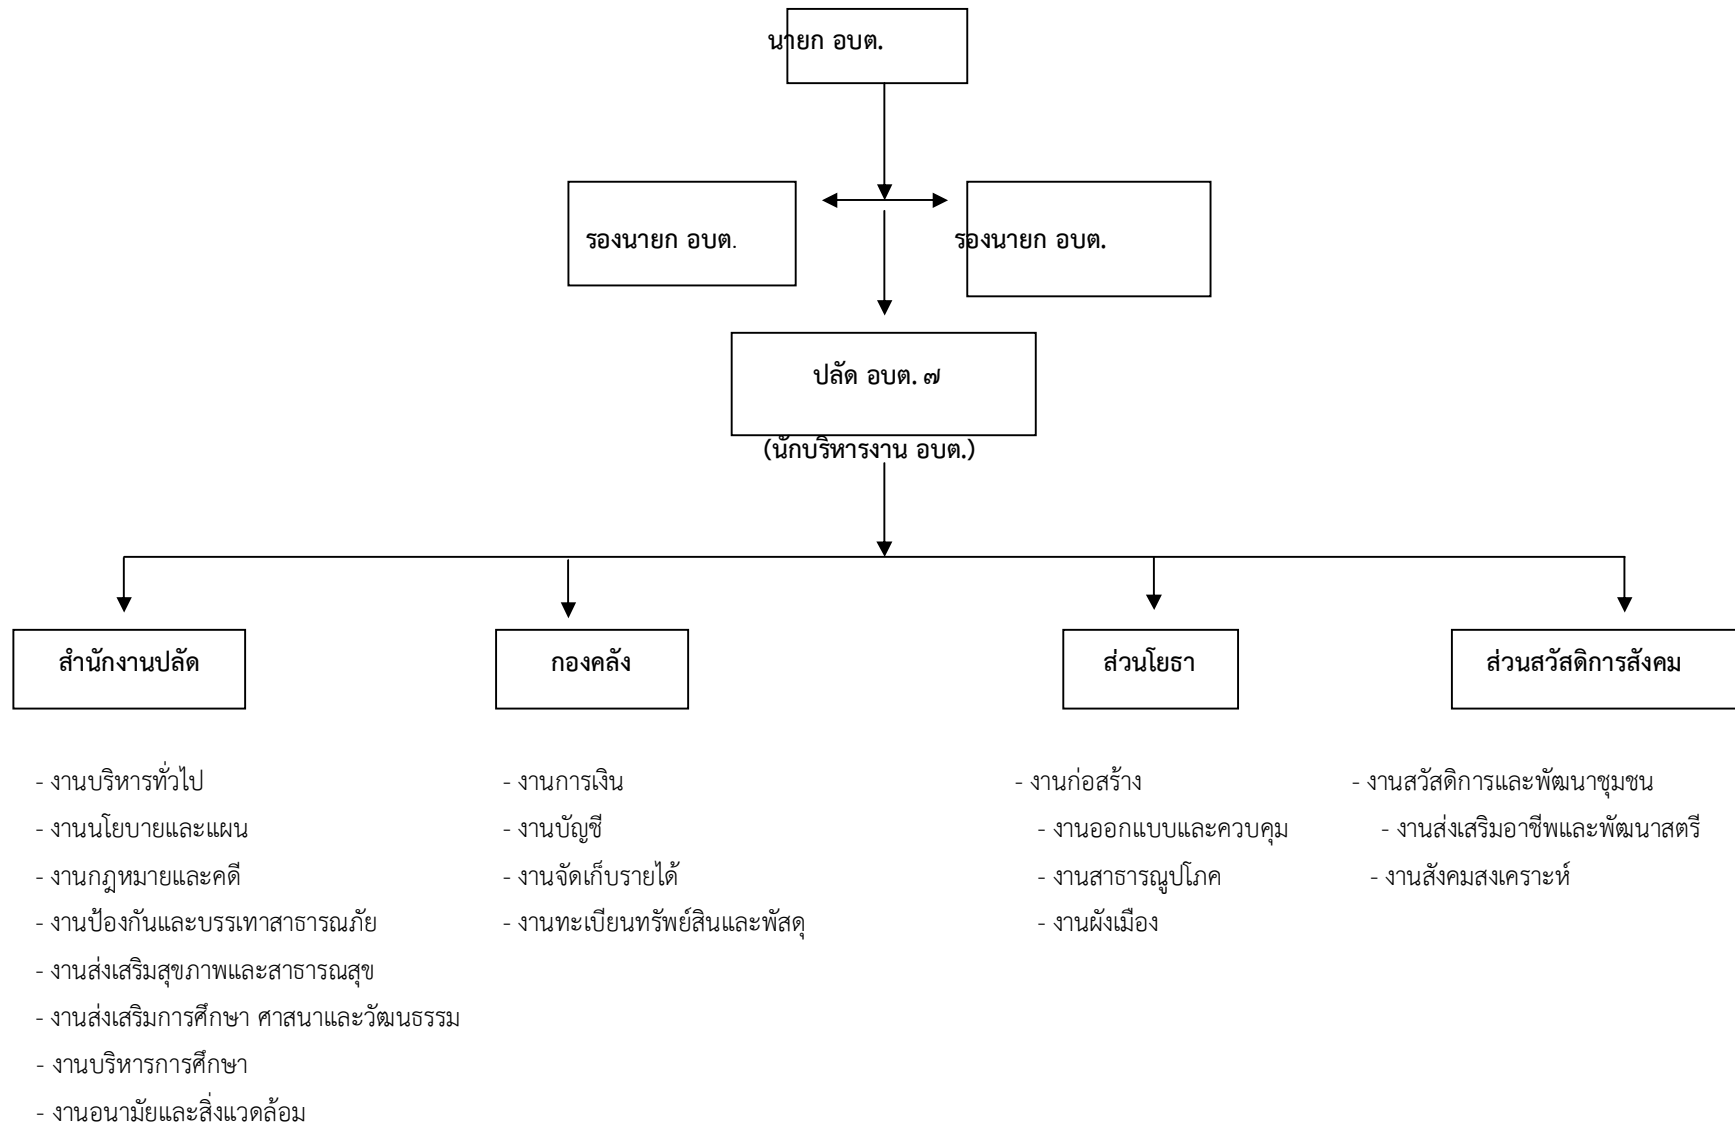 นายก อบต.
รองนายก อบต.
รองนายก อบต.
ปลัด อบต. ๗
(นักบริหารงาน อบต.)
สำนักงานปลัด
กองคลัง
ส่วนโยธา
ส่วนสวัสดิการสังคม
- งานบริหารทั่วไป
- งานนโยบายและแผน
- งานกฎหมายและคดี
- งานป้องกันและบรรเทาสาธารณภัย
- งานส่งเสริมสุขภาพและสาธารณสุข
- งานส่งเสริมการศึกษา ศาสนาและวัฒนธรรม
- งานบริหารการศึกษา
- งานอนามัยและสิ่งแวดล้อม
- งานการเงิน
- งานบัญชี
- งานจัดเก็บรายได้
- งานทะเบียนทรัพย์สินและพัสดุ
- งานก่อสร้าง
- งานออกแบบและควบคุม
- งานสาธารณูปโภค
- งานผังเมือง
- งานสวัสดิการและพัฒนาชุมชน
- งานส่งเสริมอาชีพและพัฒนาสตรี
- งานสังคมสงเคราะห์